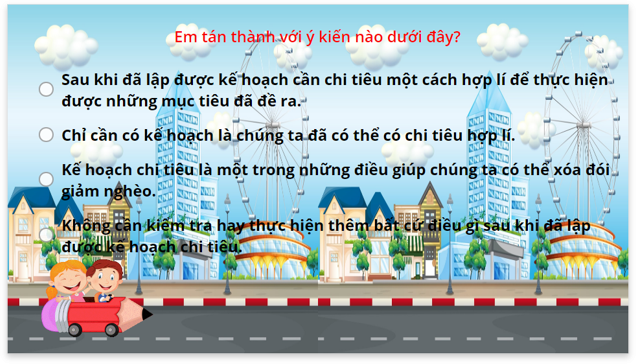 Em tán thành với ý kiến nào dưới đây?
Sau khi đã lập được kế hoạch cần chi tiêu một cách hợp lí để thực hiện
được những mục tiêu đã đề ra.
Chỉ cần có kế hoạch là chúng ta đã có thể có chi tiêu hợp lí.
Kế hoạch chi tiêu là một trong những điều giúp chúng ta có thể xóa đói
giảm nghèo.
Không cần kiểm tra hay thực hiện thêm bất cứ điều gì sau khi đã lập
được kế hoạch chi tiêu.